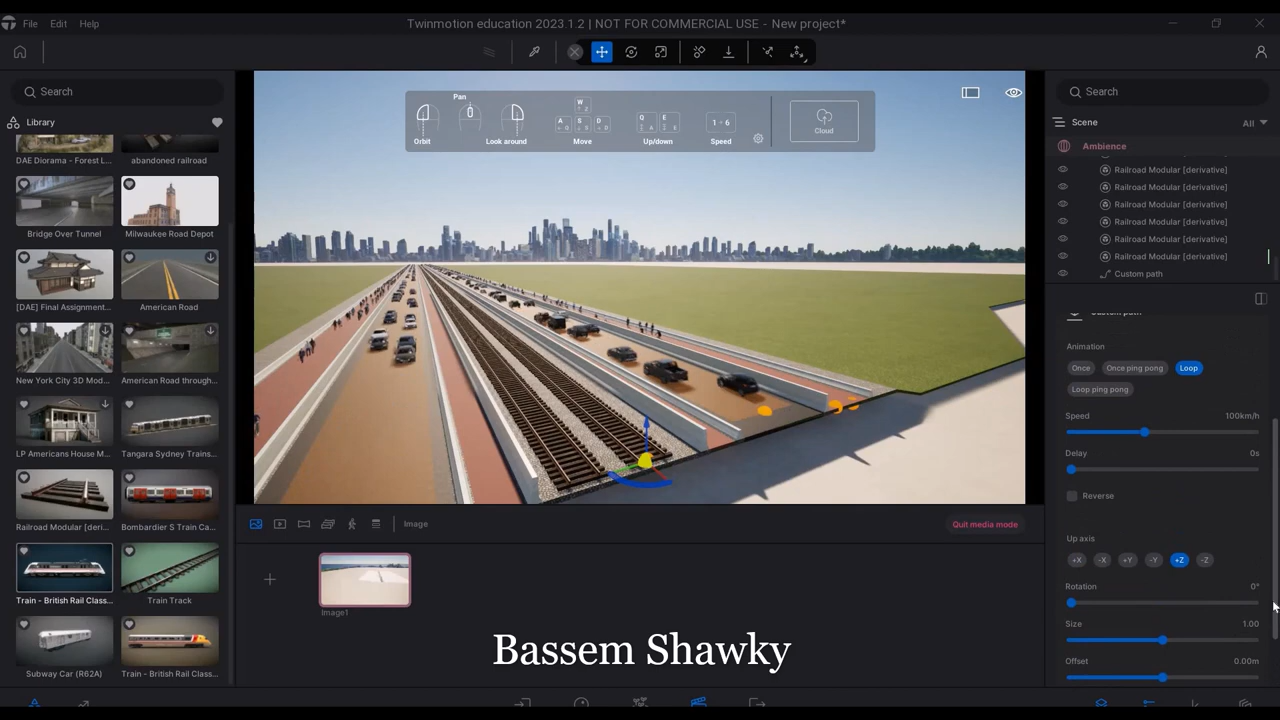 File Edit Help
Twinmotion education 2023.1.2 | NOT FOR COMMERCIAL USE - New project*
Search
Library
DAE Diorama - Forest L... abandoned railroad
Bridge Over Tunnel Milwaukee Road Depot
[DAE] Final Assignment... American Road
New York City 3D Mod... American Road through...
LP Americans House M... Tangara Sydney Trains...
Railroad Modular [deri... Bombardier S Train Ca...
Train - British Rail Class... Train Track
Subway Car (R62A) Train - British Rail Class...
Pan
Orbit
Look around
W
A S D
Move
Q E
Up/down
1 - 6
Speed
Cloud
Image
Quit media mode
Image1
Bassem Shawky
Search
Scene All
Ambience
Railroad Modular [derivative]
Railroad Modular [derivative]
Railroad Modular [derivative]
Railroad Modular [derivative]
Railroad Modular [derivative]
Railroad Modular [derivative]
Custom path
Custom path
Animation
Once Once ping pong Loop
Loop ping pong
Speed 100km/h
Delay 0s
Reverse
Up axis
+X -X +Y -Y +Z -Z
Rotation 0°
Size 1.00
Offset 0.00m